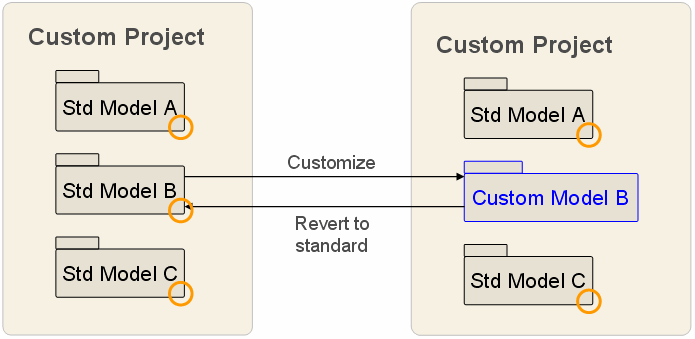 Custom Project
Std Model A
Std Model B
Std Model C
Customize
Revert to
standard
Custom Project
Std Model A
Custom Model B
Std Model C